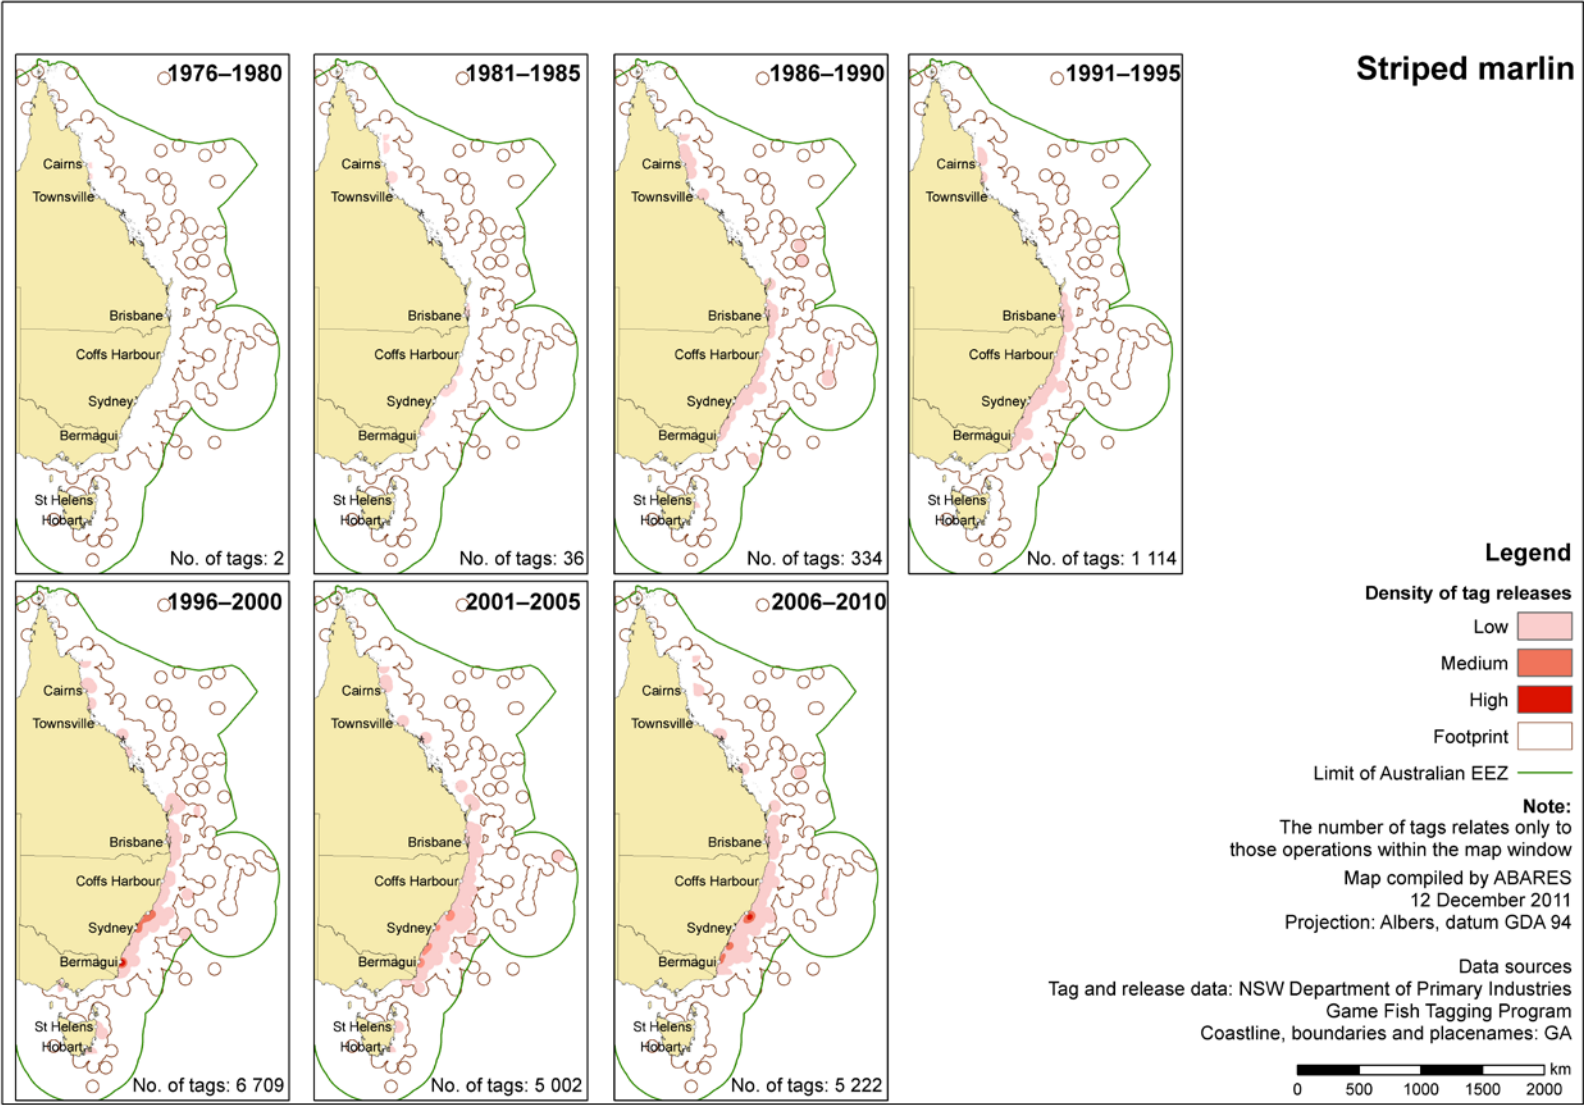 Striped marlin
1976–1980
Cairns
Townsville
Brisbane
Coffs Harbour
Sydney
Bermagui
St Helens
Hobart
No. of tags: 2
1981–1985
Cairns
Townsville
Brisbane
Coffs Harbour
Sydney
Bermagui
St Helens
Hobart
No. of tags: 36
1986–1990
Cairns
Townsville
Brisbane
Coffs Harbour
Sydney
Bermagui
St Helens
Hobart
No. of tags: 334
1991–1995
Cairns
Townsville
Brisbane
Coffs Harbour
Sydney
Bermagui
St Helens
Hobart
No. of tags: 1 114
1996–2000
Cairns
Townsville
Brisbane
Coffs Harbour
Sydney
Bermagui
St Helens
Hobart
No. of tags: 6 709
2001–2005
Cairns
Townsville
Brisbane
Coffs Harbour
Sydney
Bermagui
St Helens
Hobart
No. of tags: 5 002
2006–2010
Cairns
Townsville
Brisbane
Coffs Harbour
Sydney
Bermagui
St Helens
Hobart
No. of tags: 5 222
Legend
Density of tag releases
Low
Medium
High
Footprint
Limit of Australian EEZ
Note:
The number of tags relates only to
those operations within the map window
Map compiled by ABARES
12 December 2011
Projection: Albers, datum GDA 94
Data sources
Tag and release data: NSW Department of Primary Industries
Game Fish Tagging Program
Coastline, boundaries and placenames: GA
km
0 500 1000 1500 2000